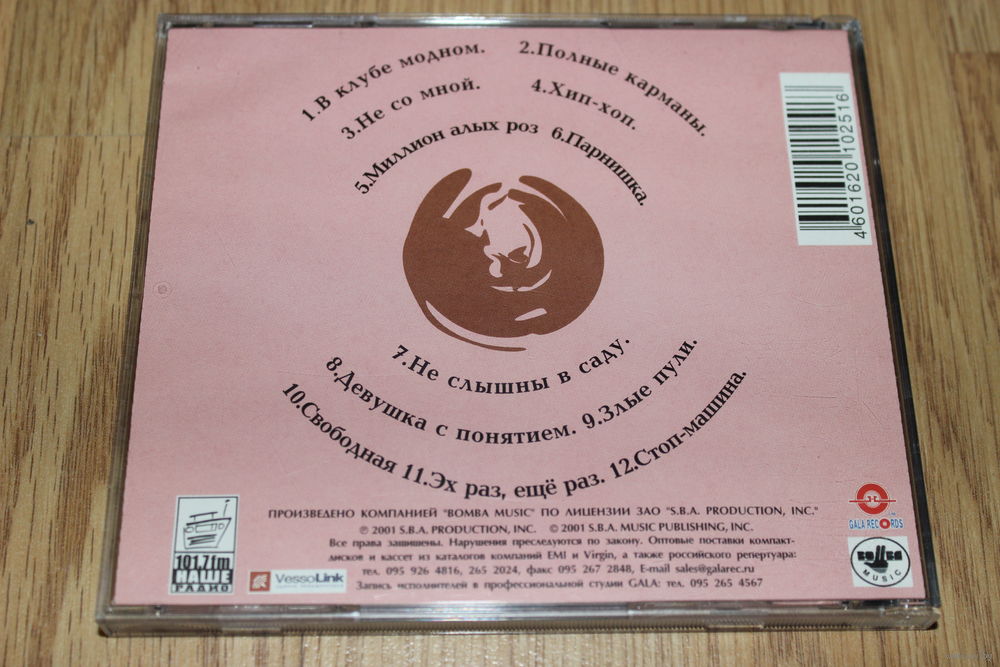 1.В клубе модном. 2.Полные карманы.
3.Не со мной. 4.Хип-хоп.
5.Миллион алых роз 6.Парнишка.
4 601620 102516
7.Не слышны в саду.
8.Девушка с понятием. 9.Злые пули.
10.Свободная 11.Эх раз, ещё раз. 12.Стоп-машина.
ПРОИЗВЕДЕНО КОМПАНИЕЙ "BOMBA MUSIC" ПО ЛИЦЕНЗИИ ЗАО "S.B.A. PRODUCTION, INC."
℗ 2001 S.B.A. PRODUCTION, INC. © 2001 S.B.A. MUSIC PUBLISHING, INC.
Все права защищены. Нарушения преследуются по закону. Оптовые поставки компакт-
дисков и кассет из каталогов компаний EMI и Virgin, а также российского репертуара:
тел. 095 926 4816, 265 2024, факс 095 267 2848, E-mail sales@galarec.ru
Запись исполнителей в профессиональной студии GALA: тел. 095 265 4567
101.7fm
НАШЕ
РАДИО
VessoLink
GALA RECORDS
БОМБА
MUSIC